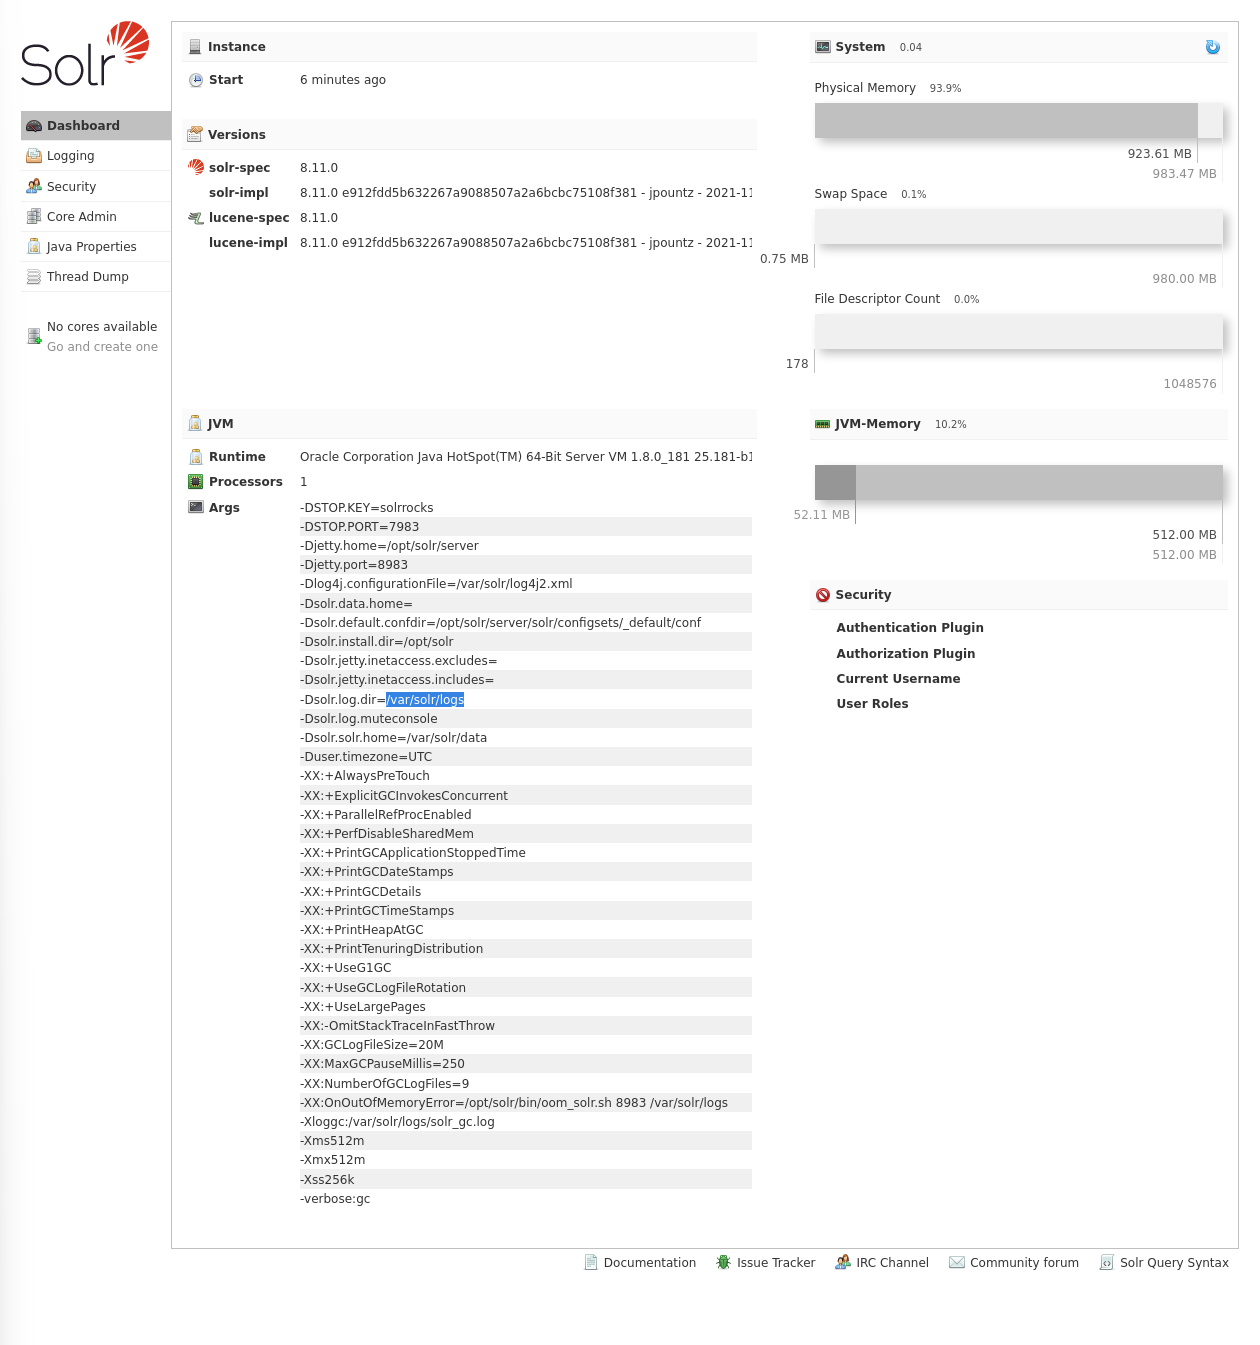 Solr
Dashboard
Logging
Security
Core Admin
Java Properties
Thread Dump
No cores available
Go and create one
Instance
Start 6 minutes ago
Versions
solr-spec 8.11.0
solr-impl 8.11.0 e912fdd5b632267a9088507a2a6bcbc75108f381 - jpountz - 2021-11
lucene-spec 8.11.0
lucene-impl 8.11.0 e912fdd5b632267a9088507a2a6bcbc75108f381 - jpountz - 2021-11
JVM
Runtime Oracle Corporation Java HotSpot(TM) 64-Bit Server VM 1.8.0_181 25.181-b1
Processors 1
Args -DSTOP.KEY=solrrocks
-DSTOP.PORT=7983
-Djetty.home=/opt/solr/server
-Djetty.port=8983
-Dlog4j.configurationFile=/var/solr/log4j2.xml
-Dsolr.data.home=
-Dsolr.default.confdir=/opt/solr/server/solr/configsets/_default/conf
-Dsolr.install.dir=/opt/solr
-Dsolr.jetty.inetaccess.excludes=
-Dsolr.jetty.inetaccess.includes=
-Dsolr.log.dir=/var/solr/logs
-Dsolr.log.muteconsole
-Dsolr.solr.home=/var/solr/data
-Duser.timezone=UTC
-XX:+AlwaysPreTouch
-XX:+ExplicitGCInvokesConcurrent
-XX:+ParallelRefProcEnabled
-XX:+PerfDisableSharedMem
-XX:+PrintGCApplicationStoppedTime
-XX:+PrintGCDateStamps
-XX:+PrintGCDetails
-XX:+PrintGCTimeStamps
-XX:+PrintHeapAtGC
-XX:+PrintTenuringDistribution
-XX:+UseG1GC
-XX:+UseGCLogFileRotation
-XX:+UseLargePages
-XX:-OmitStackTraceInFastThrow
-XX:GCLogFileSize=20M
-XX:MaxGCPauseMillis=250
-XX:NumberOfGCLogFiles=9
-XX:OnOutOfMemoryError=/opt/solr/bin/oom_solr.sh 8983 /var/solr/logs
-Xloggc:/var/solr/logs/solr_gc.log
-Xms512m
-Xmx512m
-Xss256k
-verbose:gc
System 0.04
Physical Memory 93.9%
923.61 MB
983.47 MB
Swap Space 0.1%
0.75 MB
980.00 MB
File Descriptor Count 0.0%
178
1048576
JVM-Memory 10.2%
52.11 MB
512.00 MB
512.00 MB
Security
Authentication Plugin
Authorization Plugin
Current Username
User Roles
Documentation Issue Tracker IRC Channel Community forum Solr Query Syntax